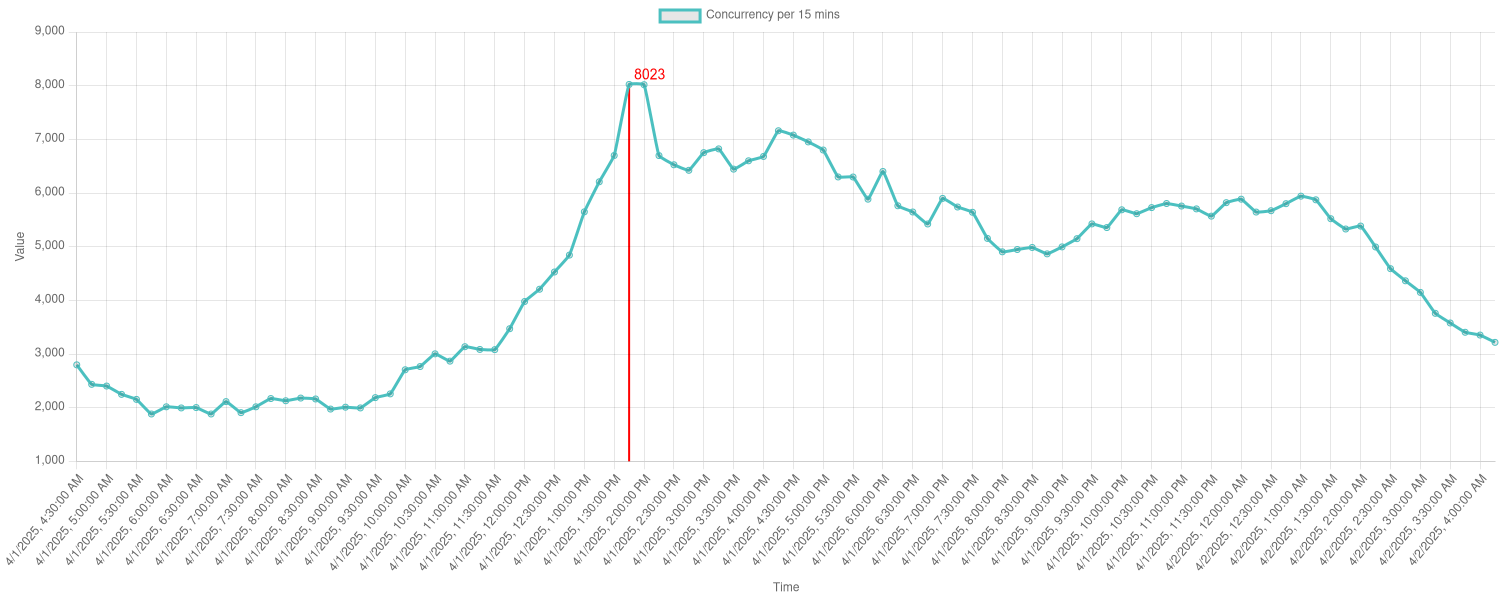 Concurrency per 15 mins
8023
Value
9,000
8,000
7,000
6,000
5,000
4,000
3,000
2,000
1,000
4/1/2025, 4:30:00 AM
4/1/2025, 5:00:00 AM
4/1/2025, 5:30:00 AM
4/1/2025, 6:00:00 AM
4/1/2025, 6:30:00 AM
4/1/2025, 7:00:00 AM
4/1/2025, 7:30:00 AM
4/1/2025, 8:00:00 AM
4/1/2025, 8:30:00 AM
4/1/2025, 9:00:00 AM
4/1/2025, 9:30:00 AM
4/1/2025, 10:00:00 AM
4/1/2025, 10:30:00 AM
4/1/2025, 11:00:00 AM
4/1/2025, 11:30:00 AM
4/1/2025, 12:00:00 PM
4/1/2025, 12:30:00 PM
4/1/2025, 1:00:00 PM
4/1/2025, 1:30:00 PM
4/1/2025, 2:00:00 PM
4/1/2025, 2:30:00 PM
4/1/2025, 3:00:00 PM
4/1/2025, 3:30:00 PM
4/1/2025, 4:00:00 PM
4/1/2025, 4:30:00 PM
4/1/2025, 5:00:00 PM
4/1/2025, 5:30:00 PM
4/1/2025, 6:00:00 PM
4/1/2025, 6:30:00 PM
4/1/2025, 7:00:00 PM
4/1/2025, 7:30:00 PM
4/1/2025, 8:00:00 PM
4/1/2025, 8:30:00 PM
4/1/2025, 9:00:00 PM
4/1/2025, 9:30:00 PM
4/1/2025, 10:00:00 PM
4/1/2025, 10:30:00 PM
4/1/2025, 11:00:00 PM
4/1/2025, 11:30:00 PM
4/2/2025, 12:00:00 AM
4/2/2025, 12:30:00 AM
4/2/2025, 1:00:00 AM
4/2/2025, 1:30:00 AM
4/2/2025, 2:00:00 AM
4/2/2025, 2:30:00 AM
4/2/2025, 3:00:00 AM
4/2/2025, 3:30:00 AM
4/2/2025, 4:00:00 AM
Time